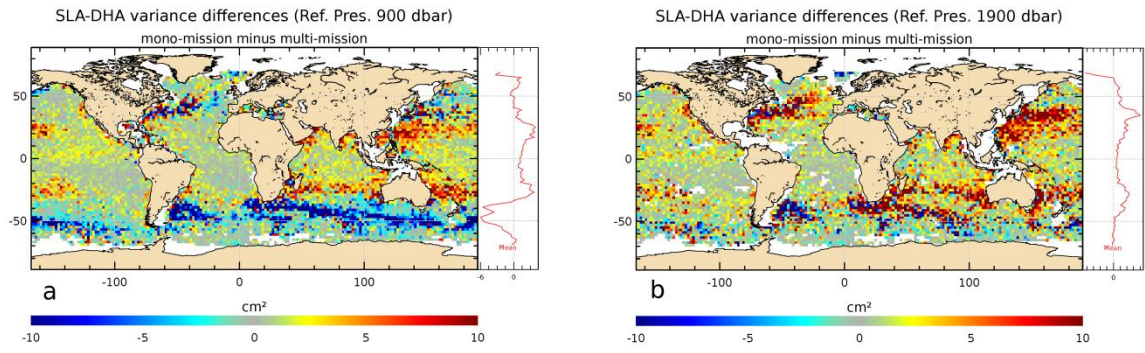 SLA-DHA variance differences (Ref. Pres. 900 dbar)
mono-mission minus multi-mission
50
0
-50
Mean
-100
0
100
-6
0
a
cm²
-10
-5
0
5
10
SLA-DHA variance differences (Ref. Pres. 1900 dbar)
mono-mission minus multi-mission
50
0
-50
Mean
-100
0
100
0
b
cm²
-10
-5
0
5
10